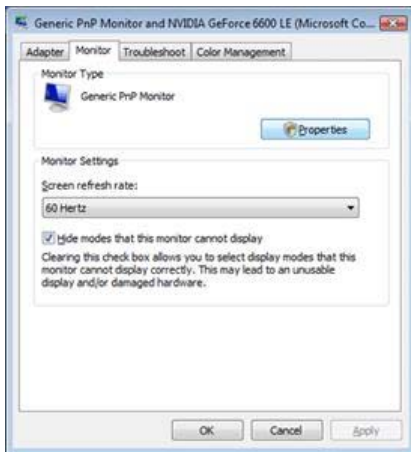 Generic PnP Monitor and NVIDIA GeForce 6600 LE (Microsoft Co...
Adapter Monitor Troubleshoot Color Management
Monitor Type
Generic PnP Monitor
Properties
Monitor Settings
Screen refresh rate:
60 Hertz
Hide modes that this monitor cannot display
Clearing this check box allows you to select display modes that this
monitor cannot display correctly. This may lead to an unusable
display and/or damaged hardware.
OK Cancel Apply